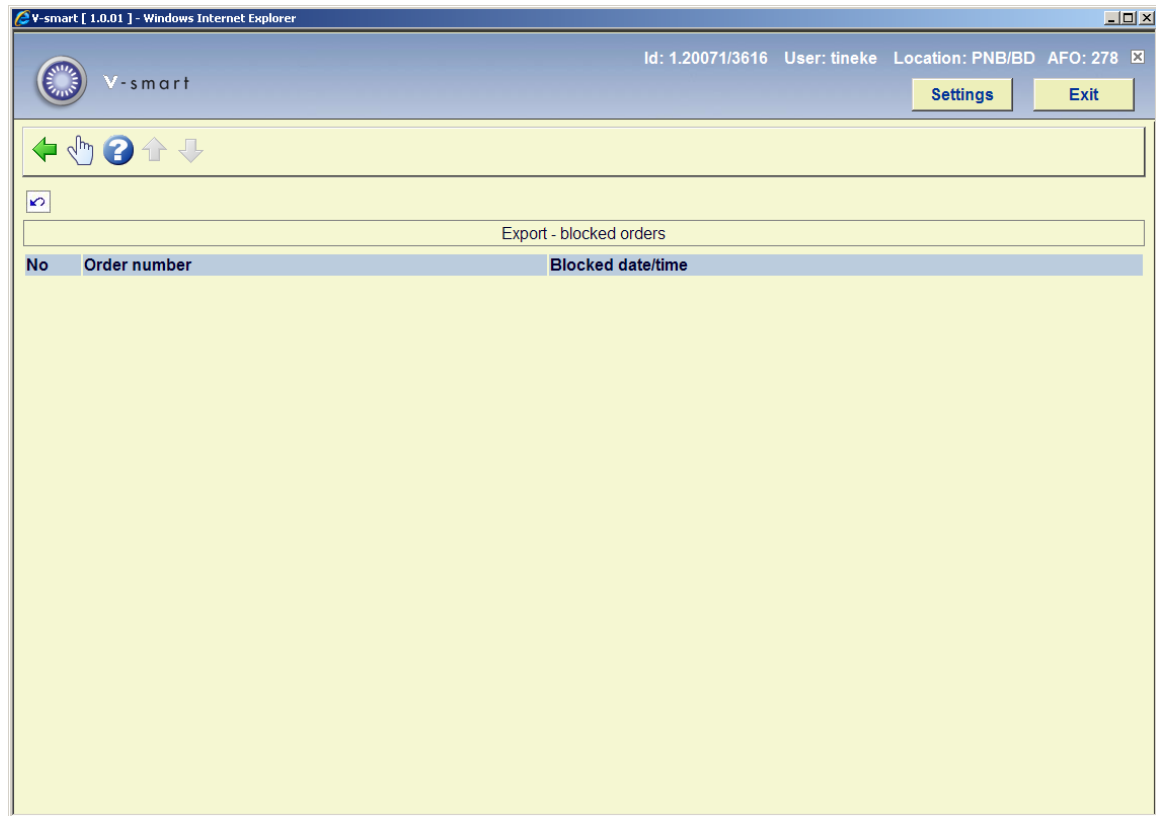 V-smart [ 1.0.01 ] - Windows Internet Explorer
Id: 1.20071/3616 User: tineke Location: PNB/BD AFO: 278
V-smart
Settings Exit
Export - blocked orders
No Order number Blocked date/time